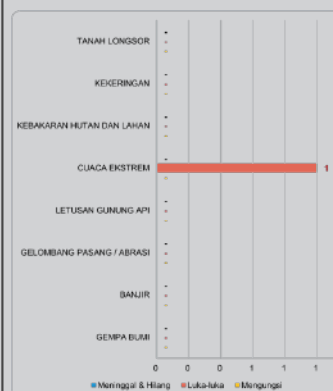 TANAH LONGSOR
-
-
-
KEKERINGAN
-
-
-
KEBAKARAN HUTAN DAN LAHAN
-
-
-
CUACA EKSTREM
-
1
-
LETUSAN GUNUNG API
-
-
-
GELOMBANG PASANG / ABRASI
-
-
-
BANJIR
-
-
-
GEMPA BUMI
-
-
-
0 0 0 1 1 1
Meninggal & Hilang Luka-luka Mengungsi